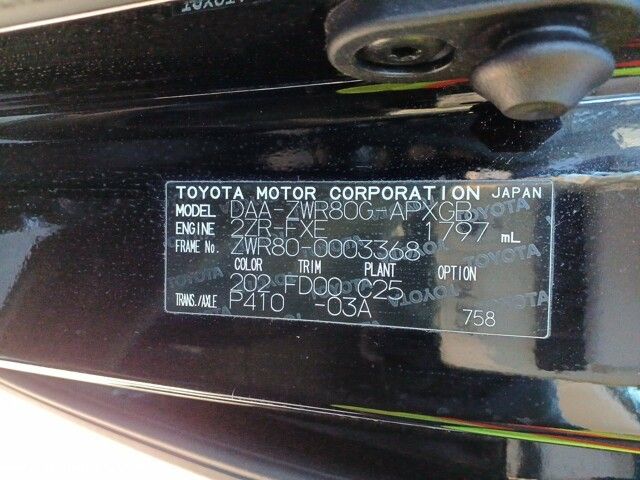 TOYOTA MOTOR CORPORATION JAPAN
MODEL DAA-ZWR80G-APXGB
ENGINE 2ZR-FXE 1797 mL
FRAME No. ZWR80-0003368
COLOR TRIM PLANT OPTION
202 FD00 C25
TRANS./AXLE P410 -03A
758